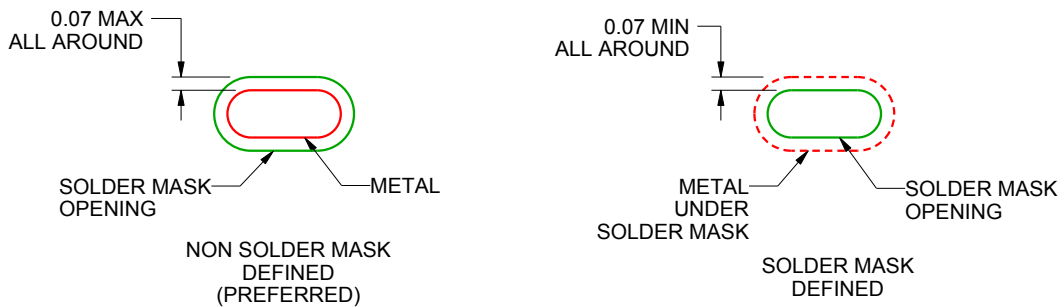 0.07 MAX
ALL AROUND
SOLDER MASK
OPENING
METAL
NON SOLDER MASK
DEFINED
(PREFERRED)
0.07 MIN
ALL AROUND
METAL
UNDER
SOLDER MASK
SOLDER MASK
OPENING
SOLDER MASK
DEFINED